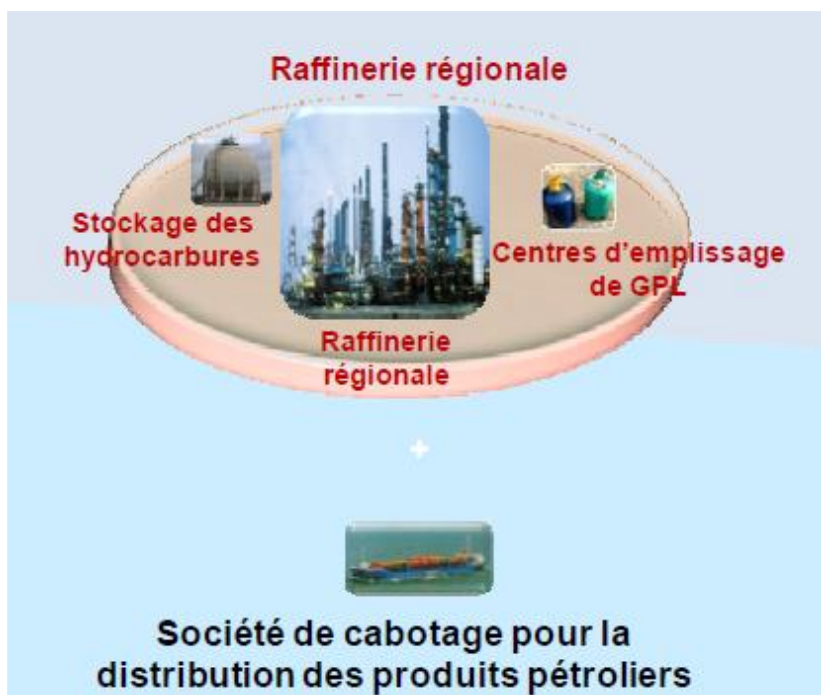 Raffinerie régionale
Stockage des
hydrocarbures
Centres d'emplissage
de GPL
Raffinerie
régionale
+
Société de cabotage pour la
distribution des produits pétroliers